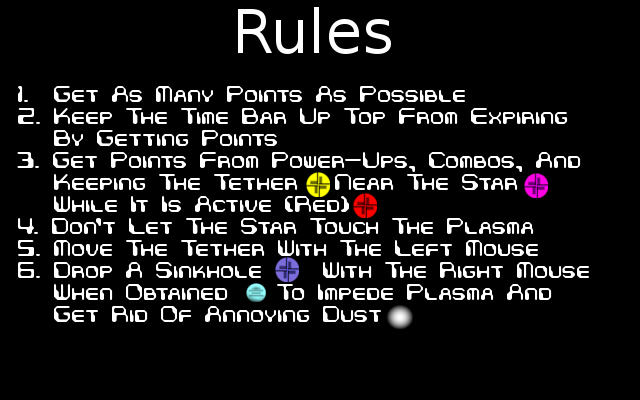 Rules
1. Get As Many Points As Possible
2. Keep The Time Bar Up Top From Expiring
By Getting Points
3. Get Points From Power-Ups, Combos, And
Keeping The Tether Near The Star
While It Is Active (Red)
4. Don't Let The Star Touch The Plasma
5. Move The Tether With The Left Mouse
6. Drop A Sinkhole With The Right Mouse
When Obtained To Impede Plasma And
Get Rid Of Annoying Dust